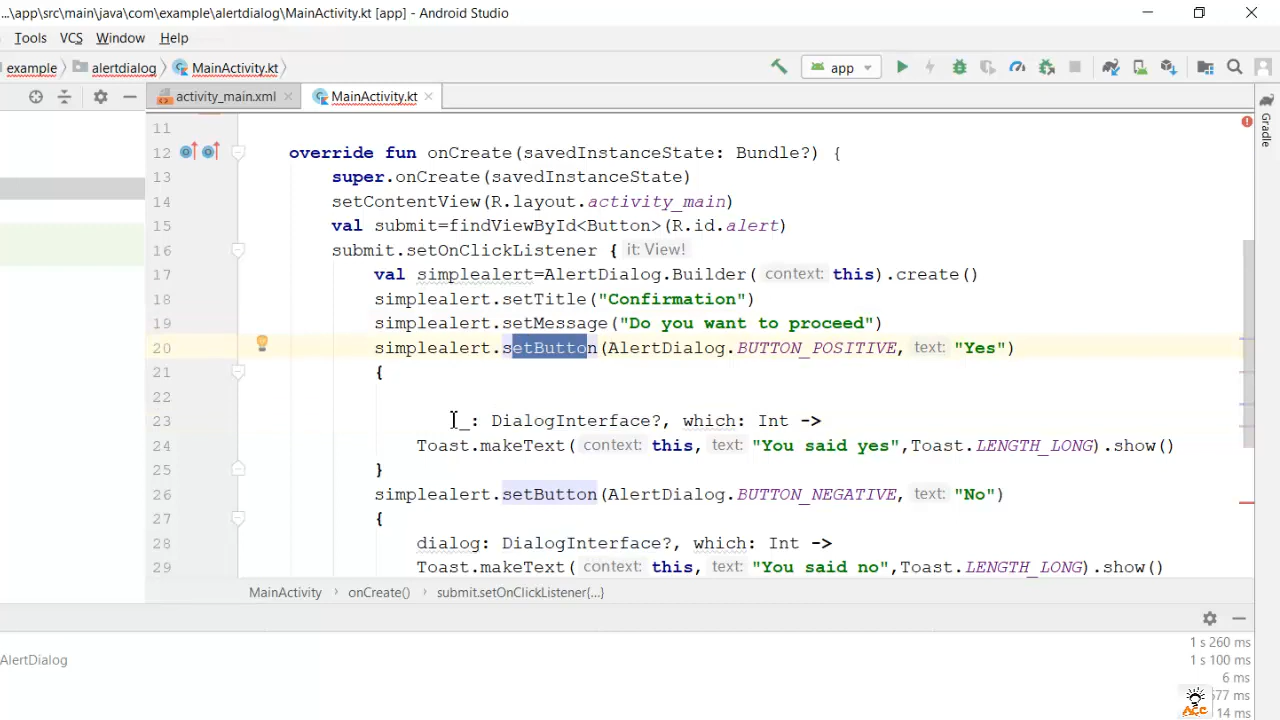 ...\app\src\main\java\com\example\alertdialog\MainActivity.kt [app] - Android Studio
Tools VCS Window Help
example alertdialog MainActivity.kt app
activity_main.xml MainActivity.kt
11
12 override fun onCreate(savedInstanceState: Bundle?) {
13 super.onCreate(savedInstanceState)
14 setContentView(R.layout.activity_main)
15 val submit=findViewById<Button>(R.id.alert)
16 submit.setOnClickListener { it: View!
17 val simplealert=AlertDialog.Builder( context: this).create()
18 simplealert.setTitle("Confirmation")
19 simplealert.setMessage("Do you want to proceed")
20 simplealert.setButton(AlertDialog.BUTTON_POSITIVE, text: "Yes")
21 {
22
23 _: DialogInterface?, which: Int ->
24 Toast.makeText( context: this, text: "You said yes",Toast.LENGTH_LONG).show()
25 }
26 simplealert.setButton(AlertDialog.BUTTON_NEGATIVE, text: "No")
27 {
28 dialog: DialogInterface?, which: Int ->
29 Toast.makeText( context: this, text: "You said no",Toast.LENGTH_LONG).show()
MainActivity › onCreate() › submit.setOnClickListener{...}
Gradle
1 s 260 ms
AlertDialog 1 s 100 ms
6 ms
577 ms
14 ms